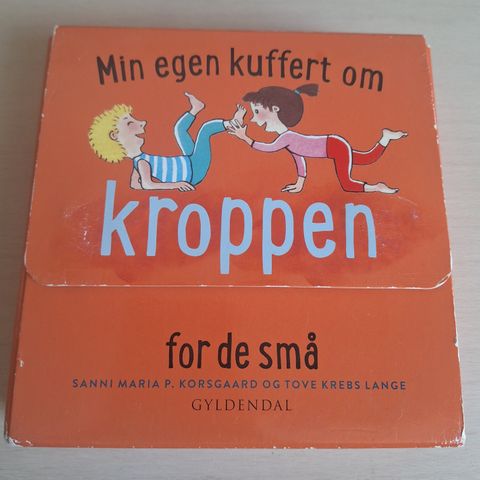 Min egen kuffert om
kroppen
for de små
SANNI MARIA P. KORSGAARD OG TOVE KREBS LANGE
GYLDENDAL